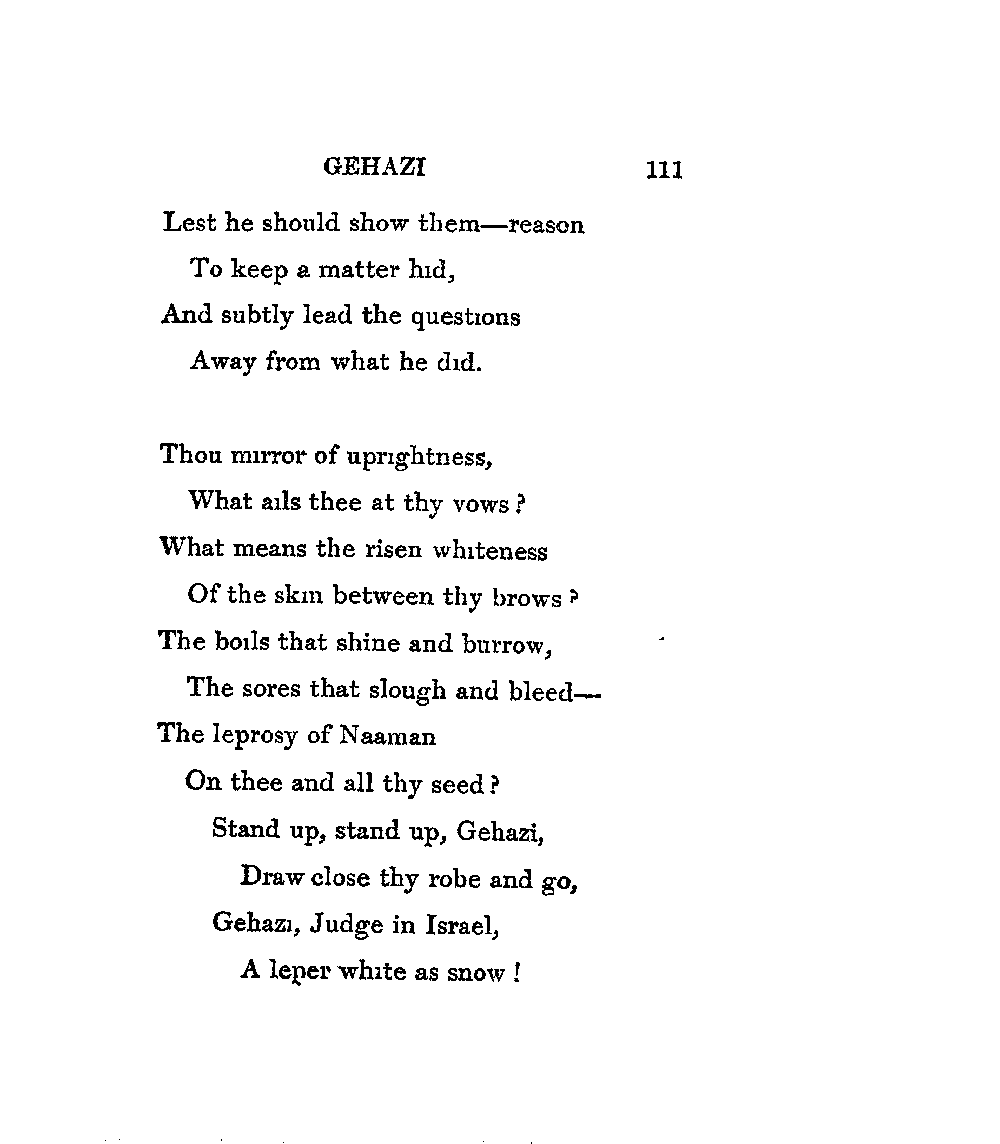 GEHAZI 111
Lest he should show them—reason
To keep a matter hid,
And subtly lead the questions
Away from what he did.
Thou mirror of uprightness,
What ails thee at thy vows?
What means the risen whiteness
Of the skin between thy brows?
The boils that shine and burrow,
The sores that slough and bleed—
The leprosy of Naaman
On thee and all thy seed?
Stand up, stand up, Gehazi,
Draw close thy robe and go,
Gehazi, Judge in Israel,
A leper white as snow!